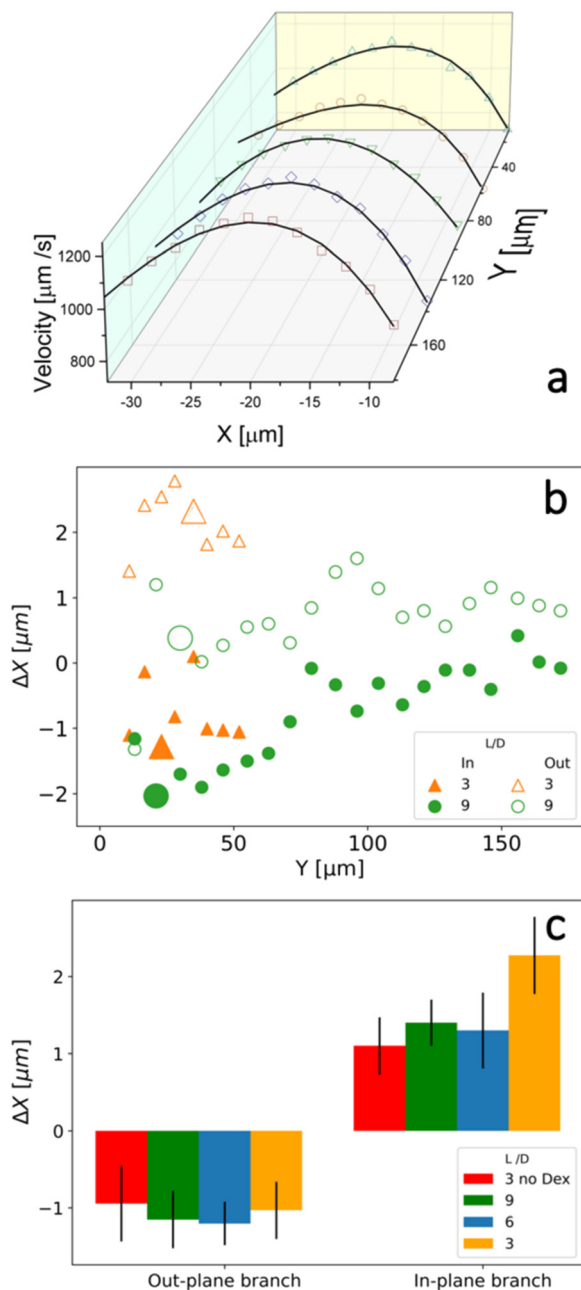 1200
1000
800
Velocity [μm /s]
-30
-25
-20
-15
-10
X [μm]
40
80
120
160
Y [μm]
a
b
2
1
0
−1
−2
ΔX [μm]
L/D
In Out
3 3
9 9
0 50 100 150
Y [μm]
c
2
1
0
−1
ΔX [μm]
L /D
3 no Dex
9
6
3
Out-plane branch In-plane branch